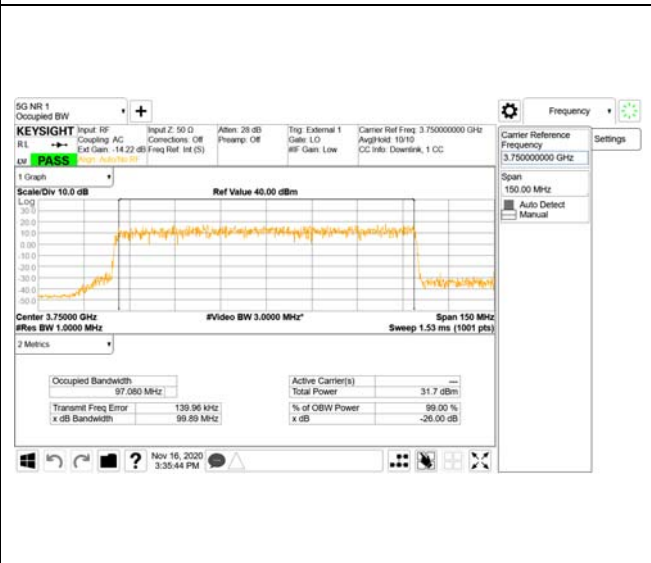 5G NR 1
Occupied BW
Frequency
KEYSIGHT
RL
PASS
Input: RF
Coupling: AC
Ext Gain: -14.22 dB
Align: Auto/No RF
Input Z: 50 Ω
Corrections: Off
Freq Ref: Int (S)
Atten: 28 dB
Preamp: Off
Trig: External 1
Gate: LO
#IF Gain: Low
Carrier Ref Freq: 3.750000000 GHz
Avg|Hold: 10/10
CC Info: Downlink, 1 CC
Carrier Reference
Frequency
3.750000000 GHz
Settings
Span
150.00 MHz
Auto Detect
Manual
1 Graph
Scale/Div 10.0 dB
Ref Value 40.00 dBm
Log
30.0
20.0
10.0
0.00
-10.0
-20.0
-30.0
-40.0
-50.0
Center 3.75000 GHz
#Video BW 3.0000 MHz*
Span 150 MHz
#Res BW 1.0000 MHz
Sweep 1.53 ms (1001 pts)
2 Metrics
Occupied Bandwidth
97.080 MHz
Active Carrier(s)
---
Total Power 31.7 dBm
Transmit Freq Error 139.96 kHz
x dB Bandwidth 99.89 MHz
% of OBW Power 99.00 %
x dB -26.00 dB
?
Nov 16, 2020
3:35:44 PM